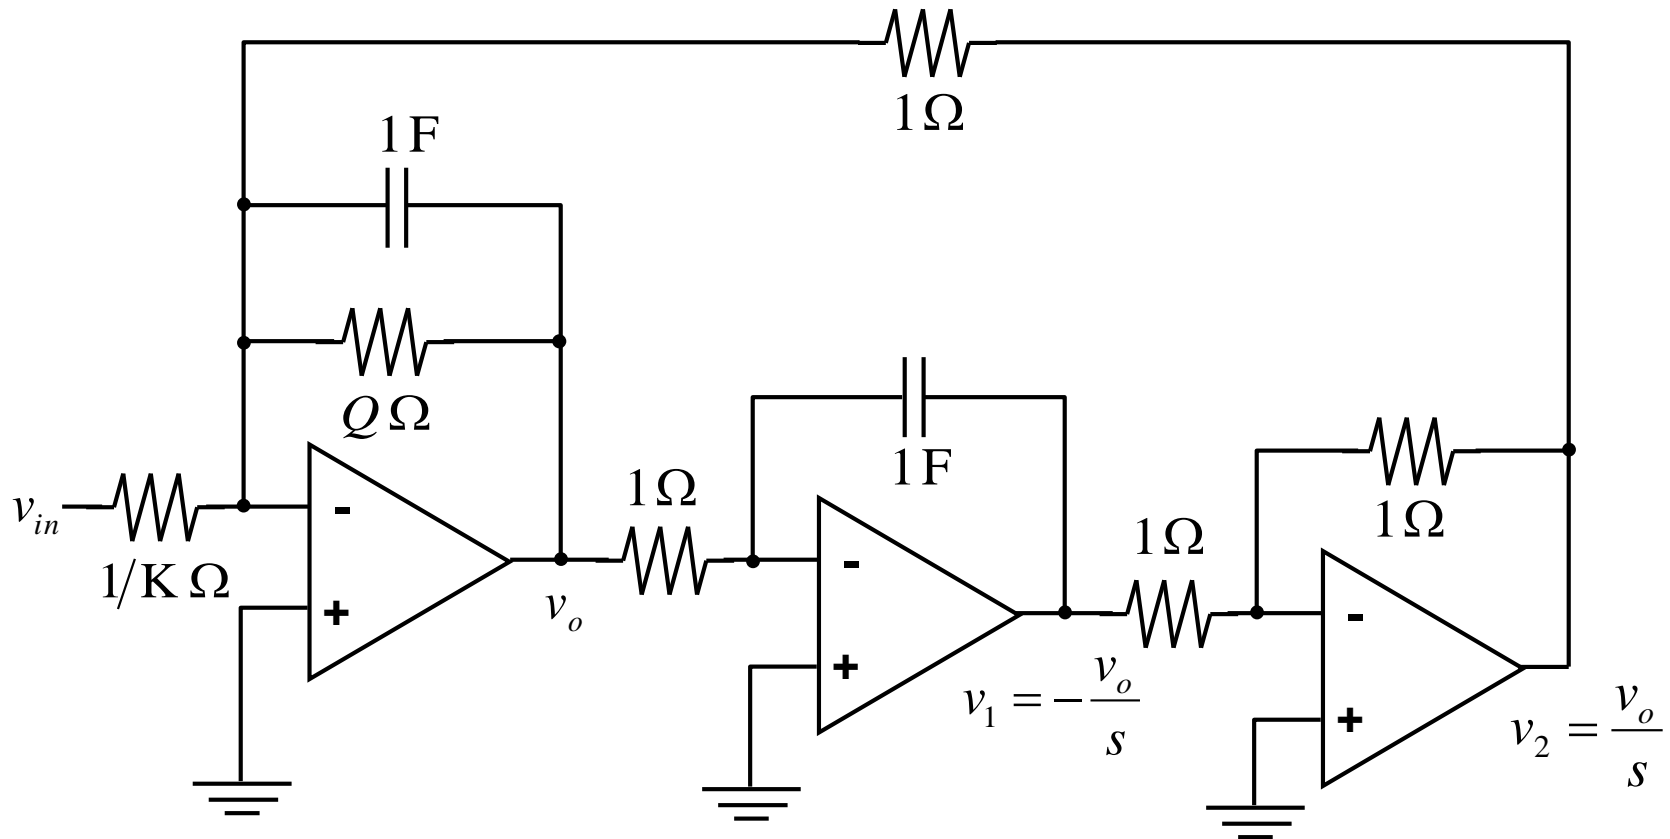 1Ω
1F
QΩ
1Ω
1F
1Ω
1Ω
v_in
1/K Ω
v_o
v_1 = -v_o/s
v_2 = v_o/s
- + - + - +